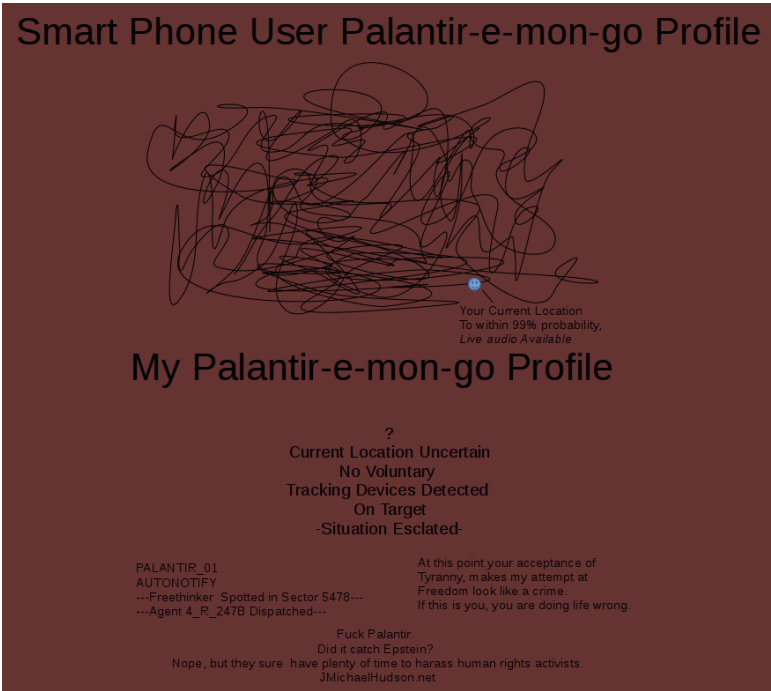 Smart Phone User Palantir-e-mon-go Profile
Your Current Location
To within 99% probability,
Live audio Available
My Palantir-e-mon-go Profile
?
Current Location Uncertain
No Voluntary
Tracking Devices Detected
On Target
-Situation Esclated-
PALANTIR_01
AUTONOTIFY
---Freethinker Spotted in Sector 5478---
---Agent 4_R_247B Dispatched---
At this point your acceptance of
Tyranny, makes my attempt at
Freedom look like a crime.
If this is you, you are doing life wrong.
Fuck Palantir.
Did it catch Epstein?
Nope, but they sure have plenty of time to harass human rights activists.
JMichaelHudson.net